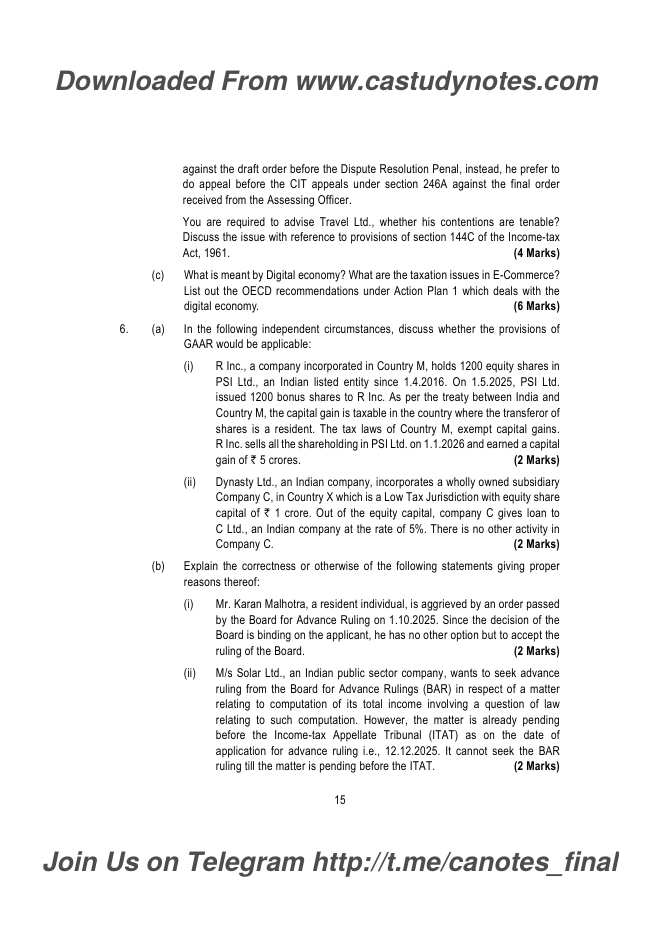 Downloaded From www.castudynotes.com
against the draft order before the Dispute Resolution Penal, instead, he prefer to
do appeal before the CIT appeals under section 246A against the final order
received from the Assessing Officer.
You are required to advise Travel Ltd., whether his contentions are tenable?
Discuss the issue with reference to provisions of section 144C of the Income-tax
Act, 1961. (4 Marks)
(c) What is meant by Digital economy? What are the taxation issues in E-Commerce?
List out the OECD recommendations under Action Plan 1 which deals with the
digital economy. (6 Marks)
6. (a) In the following independent circumstances, discuss whether the provisions of
GAAR would be applicable:
(i) R Inc., a company incorporated in Country M, holds 1200 equity shares in
PSI Ltd., an Indian listed entity since 1.4.2016. On 1.5.2025, PSI Ltd.
issued 1200 bonus shares to R Inc. As per the treaty between India and
Country M, the capital gain is taxable in the country where the transferor of
shares is a resident. The tax laws of Country M, exempt capital gains.
R Inc. sells all the shareholding in PSI Ltd. on 1.1.2026 and earned a capital
gain of ₹ 5 crores. (2 Marks)
(ii) Dynasty Ltd., an Indian company, incorporates a wholly owned subsidiary
Company C, in Country X which is a Low Tax Jurisdiction with equity share
capital of ₹ 1 crore. Out of the equity capital, company C gives loan to
C Ltd., an Indian company at the rate of 5%. There is no other activity in
Company C. (2 Marks)
(b) Explain the correctness or otherwise of the following statements giving proper
reasons thereof:
(i) Mr. Karan Malhotra, a resident individual, is aggrieved by an order passed
by the Board for Advance Ruling on 1.10.2025. Since the decision of the
Board is binding on the applicant, he has no other option but to accept the
ruling of the Board. (2 Marks)
(ii) M/s Solar Ltd., an Indian public sector company, wants to seek advance
ruling from the Board for Advance Rulings (BAR) in respect of a matter
relating to computation of its total income involving a question of law
relating to such computation. However, the matter is already pending
before the Income-tax Appellate Tribunal (ITAT) as on the date of
application for advance ruling i.e., 12.12.2025. It cannot seek the BAR
ruling till the matter is pending before the ITAT. (2 Marks)
15
Join Us on Telegram http://t.me/canotes_final